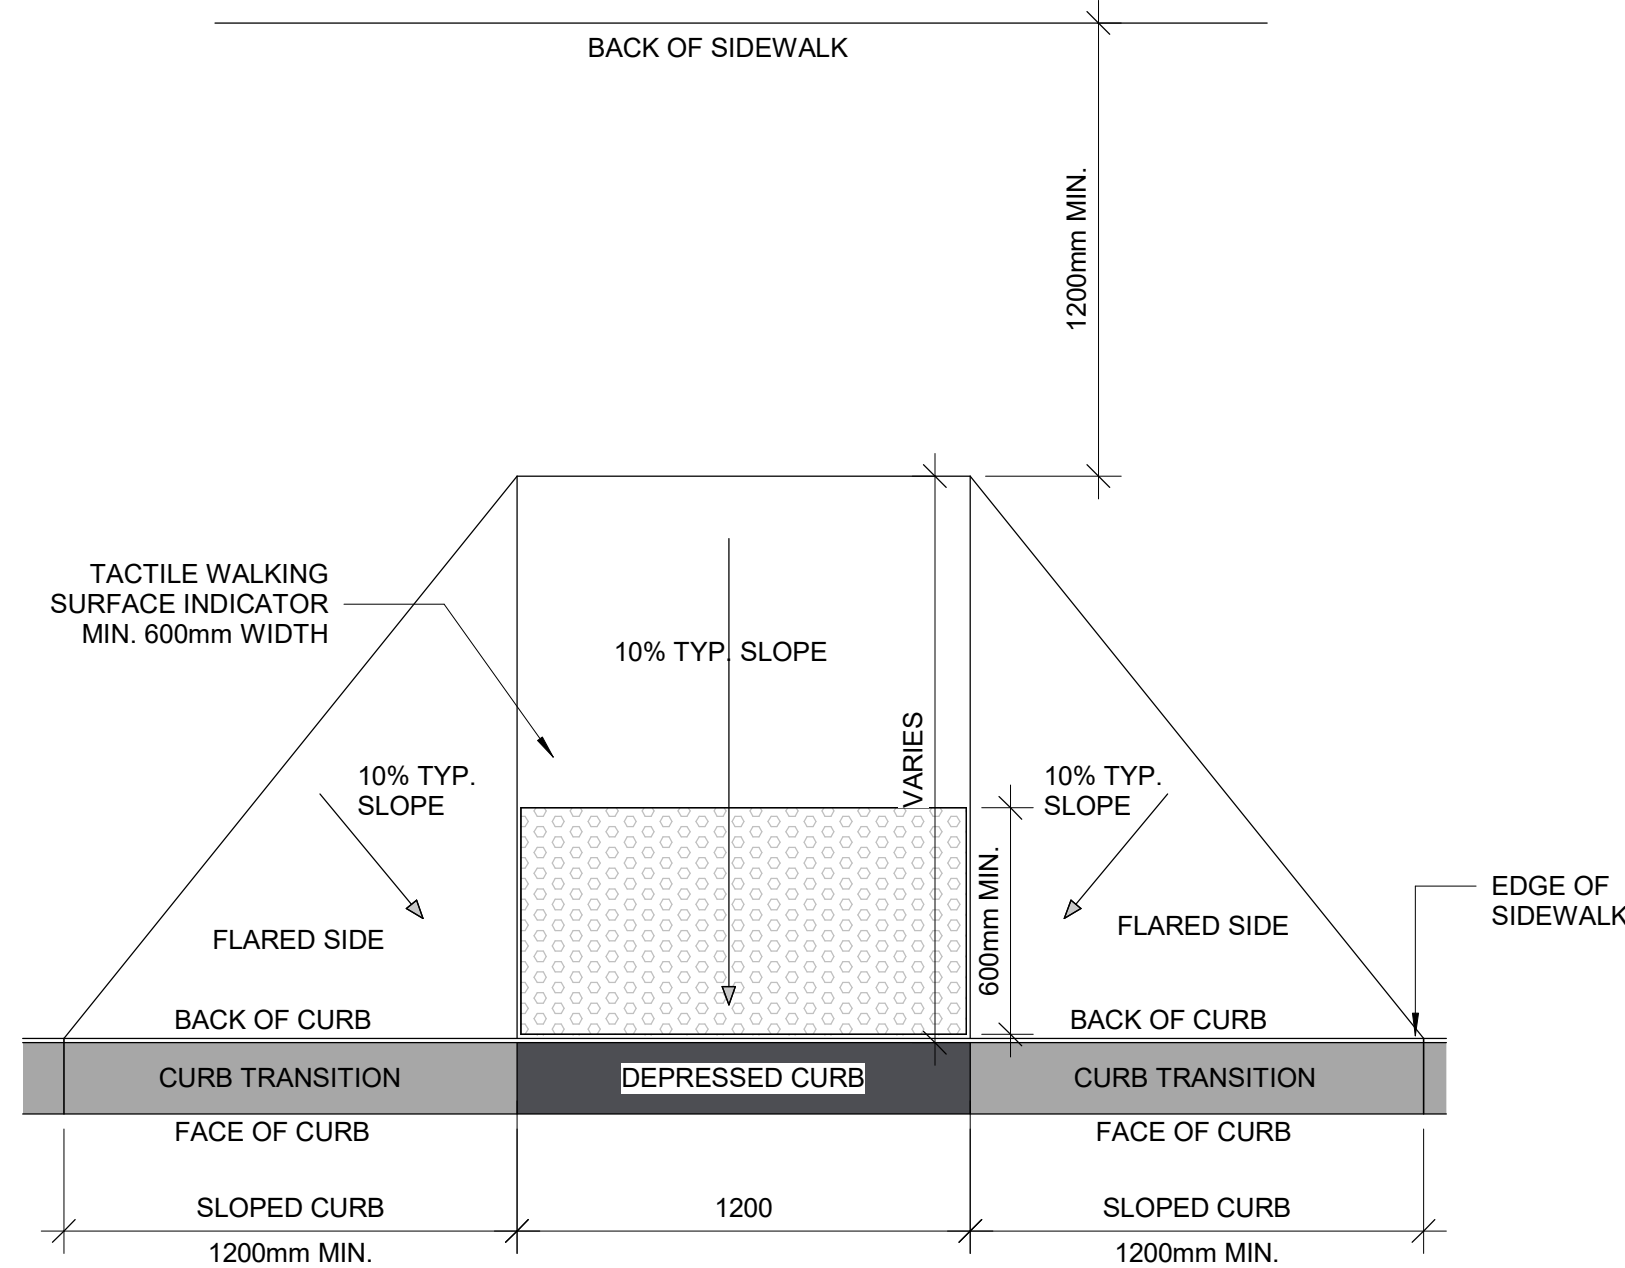 BACK OF SIDEWALK
1200mm MIN.
TACTILE WALKING
SURFACE INDICATOR
MIN. 600mm WIDTH
10% TYP. SLOPE
VARIES
10% TYP.
SLOPE
10% TYP.
SLOPE
600mm MIN.
EDGE OF
SIDEWALK
FLARED SIDE
FLARED SIDE
BACK OF CURB
BACK OF CURB
CURB TRANSITION
DEPRESSED CURB
CURB TRANSITION
FACE OF CURB
FACE OF CURB
SLOPED CURB
1200
SLOPED CURB
1200mm MIN.
1200mm MIN.